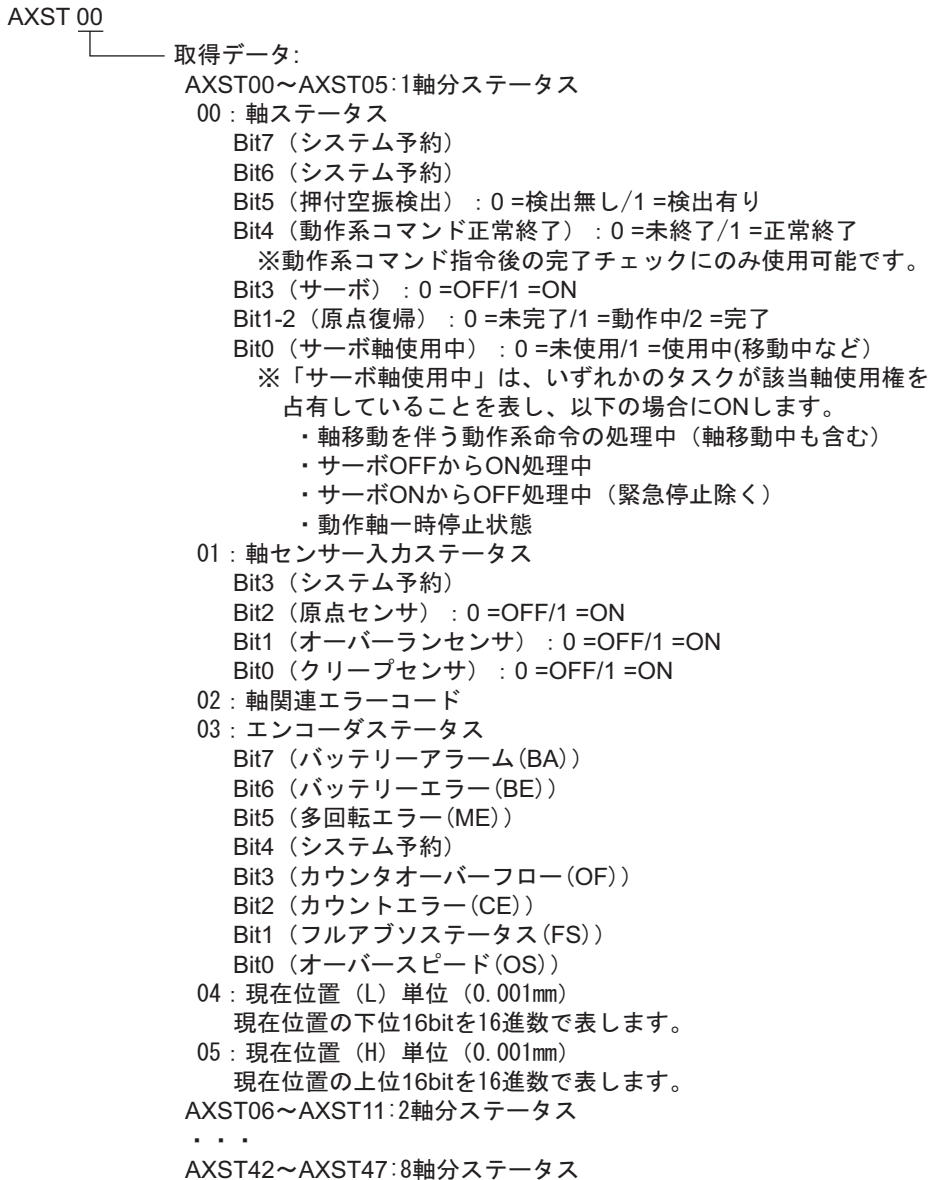 AXST 00
取得データ:
AXST00～AXST05:1軸分ステータス
00：軸ステータス
Bit7（システム予約）
Bit6（システム予約）
Bit5（押付空振検出）：0 =検出無し/1 =検出有り
Bit4（動作系コマンド正常終了）：0 =未終了/1 =正常終了
※動作系コマンド指令後の完了チェックにのみ使用可能です。
Bit3（サーボ）：0 =OFF/1 =ON
Bit1-2（原点復帰）：0 =未完了/1 =動作中/2 =完了
Bit0（サーボ軸使用中）：0 =未使用/1 =使用中(移動中など）
※「サーボ軸使用中」は、いずれかのタスクが該当軸使用権を
占有していることを表し、以下の場合にONします。
・軸移動を伴う動作系命令の処理中（軸移動中も含む）
・サーボOFFからON処理中
・サーボONからOFF処理中（緊急停止除く）
・動作軸一時停止状態
01：軸センサー入力ステータス
Bit3（システム予約）
Bit2（原点センサ）：0 =OFF/1 =ON
Bit1（オーバーランセンサ）：0 =OFF/1 =ON
Bit0（クリープセンサ）：0 =OFF/1 =ON
02：軸関連エラーコード
03：エンコーダステータス
Bit7（バッテリーアラーム(BA)）
Bit6（バッテリーエラー(BE)）
Bit5（多回転エラー(ME)）
Bit4（システム予約）
Bit3（カウンタオーバーフロー(OF)）
Bit2（カウントエラー(CE)）
Bit1（フルアブソステータス(FS)）
Bit0（オーバースピード(OS)）
04：現在位置（L）単位（0.001mm）
現在位置の下位16bitを16進数で表します。
05：現在位置（H）単位（0.001mm）
現在位置の上位16bitを16進数で表します。
AXST06～AXST11:2軸分ステータス
・・・
AXST42～AXST47:8軸分ステータス